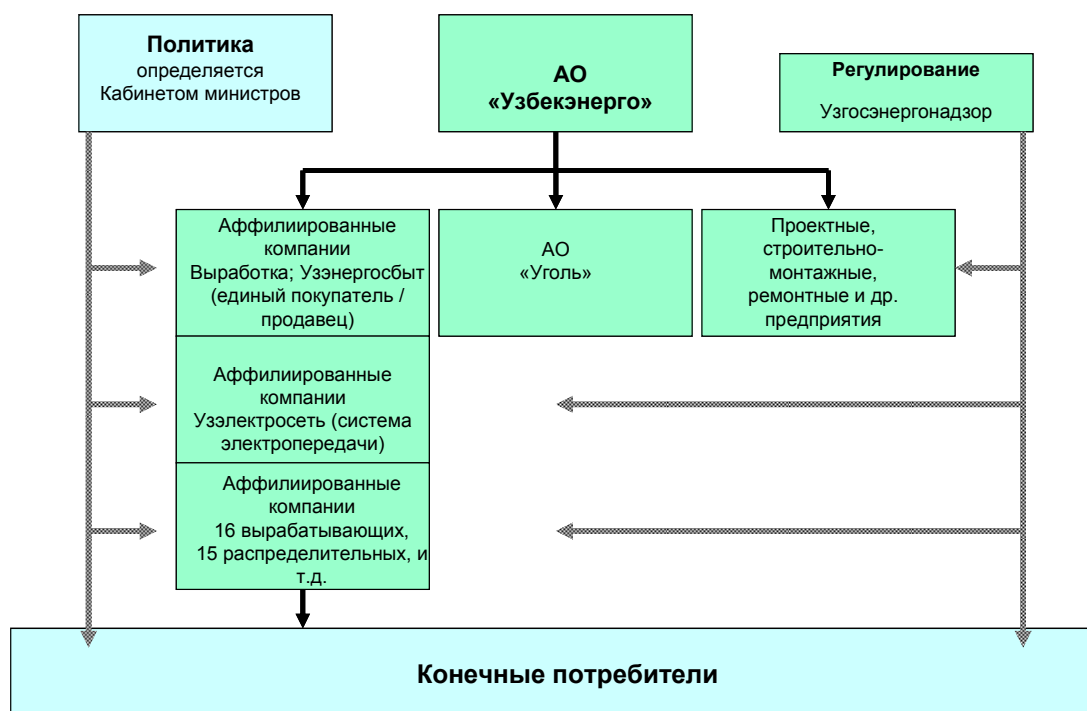 Политика
определяется
Кабинетом министров
АО
«Узбекэнерго»
Регулирование
Узгосэнергонадзор
Аффилиированные
компании
Выработка; Узэнергосбыт
(единый покупатель /
продавец)
АО
«Уголь»
Проектные,
строительно-
монтажные,
ремонтные и др.
предприятия
Аффилиированные
компании
Узэлектросеть (система
электропередачи)
Аффилиированные
компании
16 вырабатывающих,
15 распределительных, и
т.д.
Конечные потребители